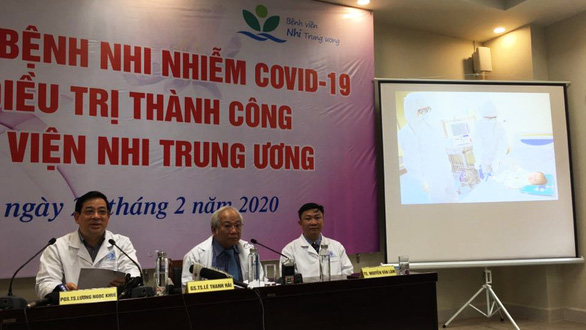 Bệnh viện
Nhi Trung ương
BỆNH NHI NHIỄM COVID-19
ĐIỀU TRỊ THÀNH CÔNG
VIỆN NHI TRUNG ƯƠNG
ngày
tháng 2 năm 2020
PGS.TS.LƯƠNG NGỌC KHUÊ
GS.TS.LÊ THANH HẢI
TS. NGUYỄN VĂN LÂM